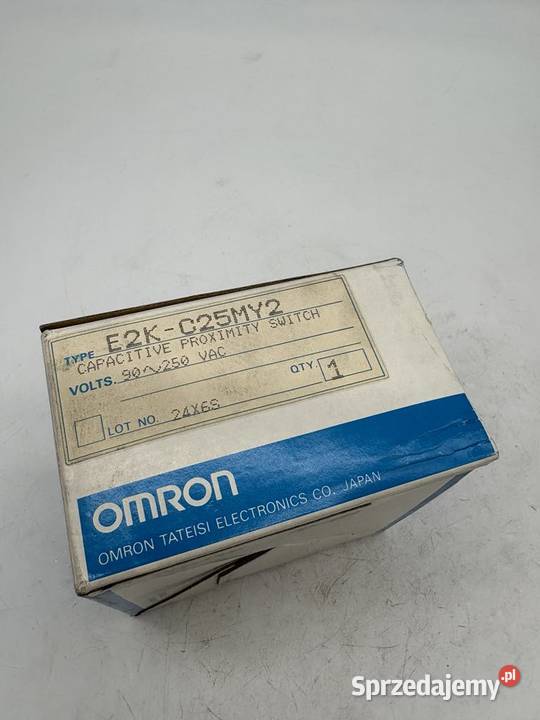 TYPE E2K-C25MY2
CAPACITIVE PROXIMITY SWITCH
VOLTS. 90~250 VAC
LOT NO. 24X6S
QTY. 1
OMRON
OMRON TATEISI ELECTRONICS CO. JAPAN
Sprzedajemy.pl